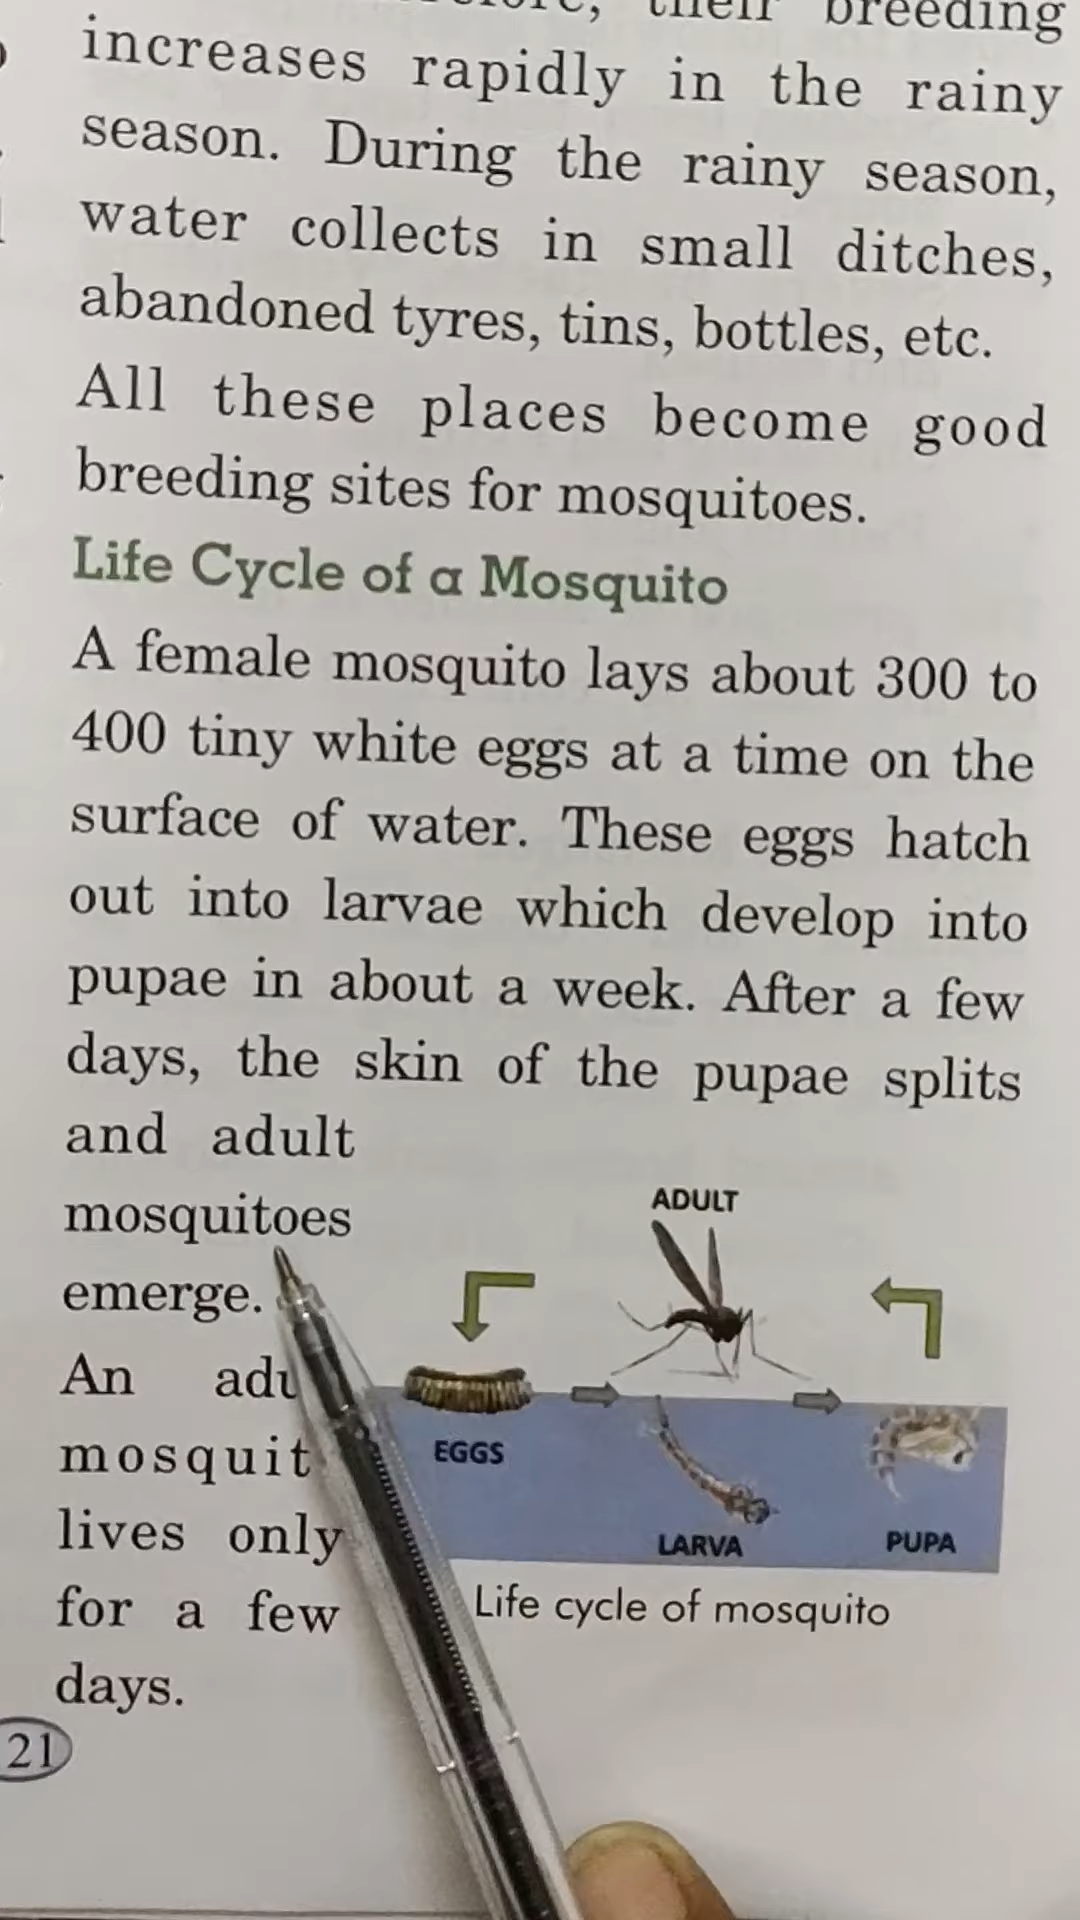 their breeding
increases rapidly in the rainy
season. During the rainy season,
water collects in small ditches,
abandoned tyres, tins, bottles, etc.
All these places become good
breeding sites for mosquitoes.
Life Cycle of a Mosquito
A female mosquito lays about 300 to
400 tiny white eggs at a time on the
surface of water. These eggs hatch
out into larvae which develop into
pupae in about a week. After a few
days, the skin of the pupae splits
and adult
mosquitoes
emerge.
An
lives only
for a few
days.
ADULT
EGGS
LARVA
PUPA
Life cycle of mosquito
21